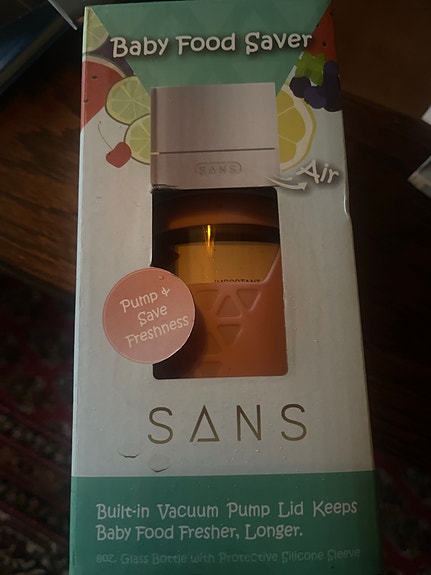 Baby Food Saver
SANS
Air
IMPORTANT
Pump &
Save
Freshness
SANS
Built-in Vacuum Pump Lid Keeps
Baby Food Fresher, Longer.
8oz. Glass Bottle with Protective Silicone Sleeve